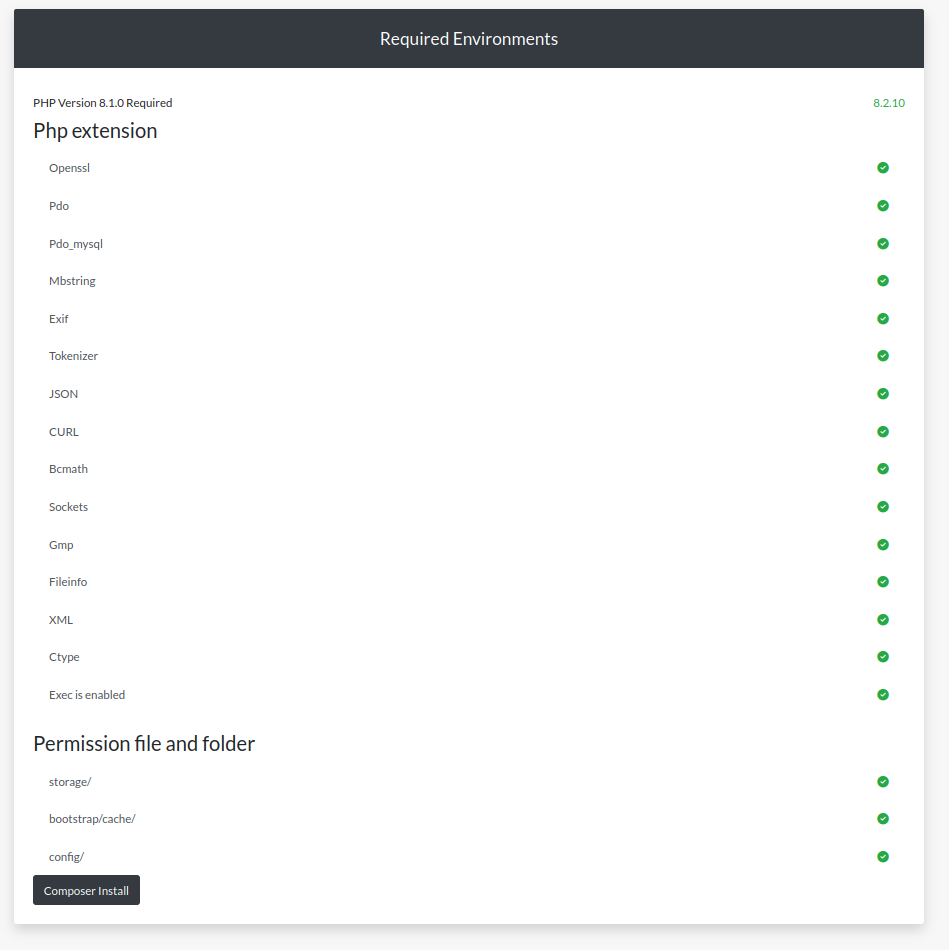 Required Environments
PHP Version 8.1.0 Required 8.2.10
Php extension
Openssl
Pdo
Pdo_mysql
Mbstring
Exif
Tokenizer
JSON
CURL
Bcmath
Sockets
Gmp
Fileinfo
XML
Ctype
Exec is enabled
Permission file and folder
storage/
bootstrap/cache/
config/
Composer Install